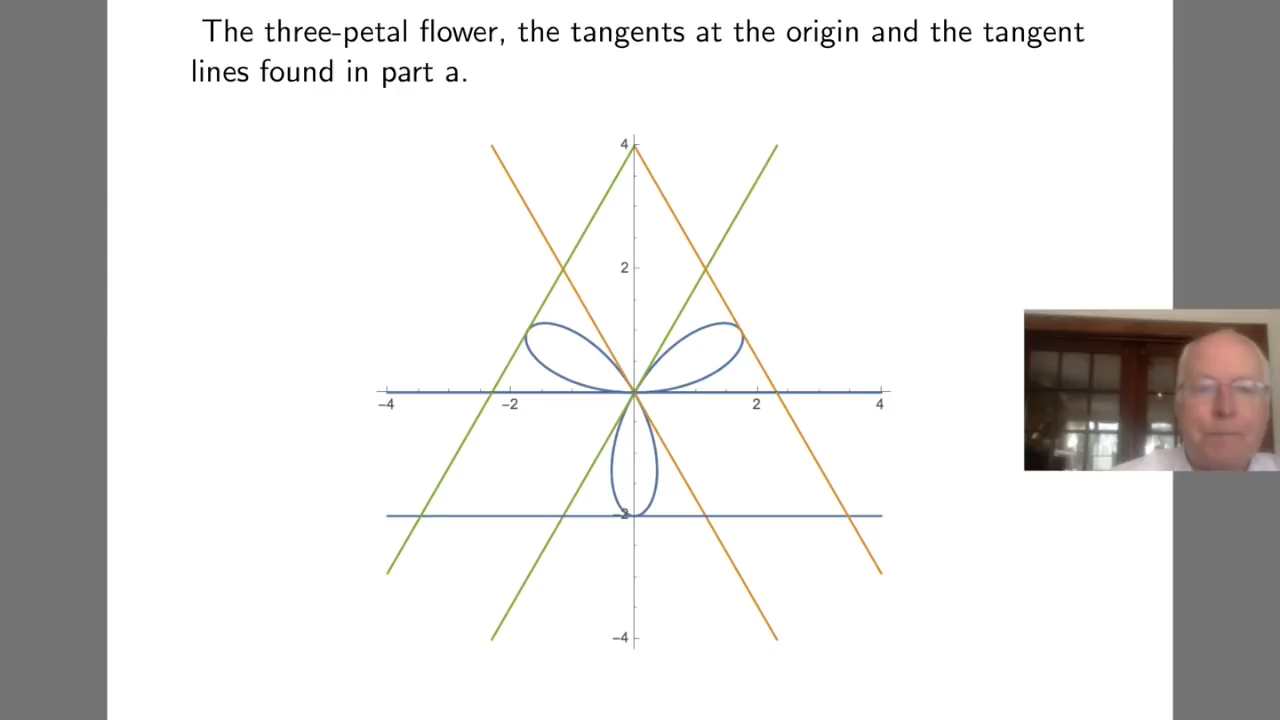 The three-petal flower, the tangents at the origin and the tangent
lines found in part a.
4
2
−4 −2 2 4
−2
−4